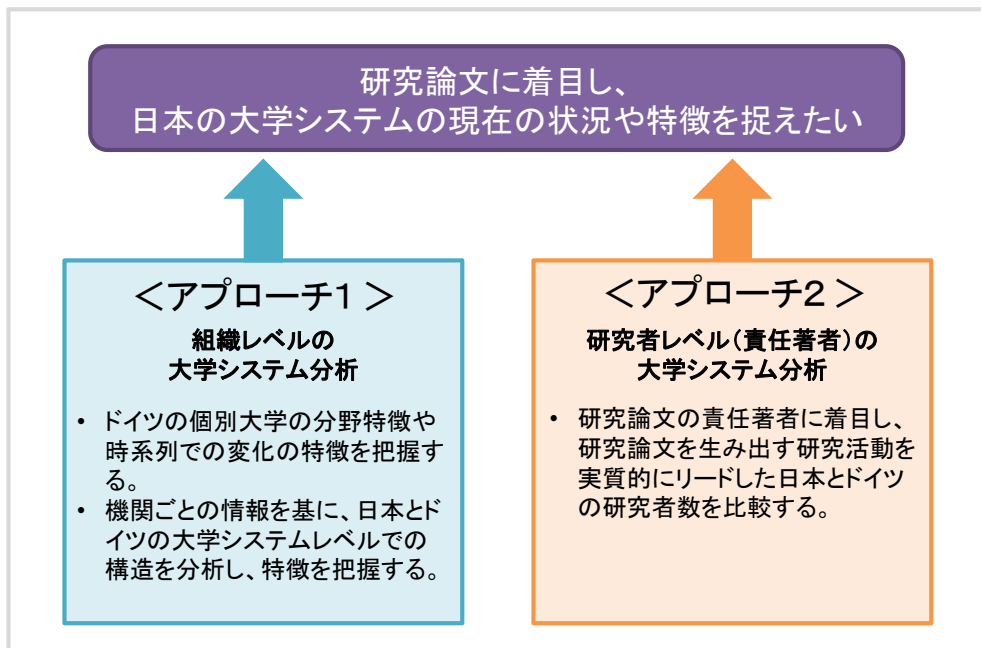 研究論文に着目し、
日本の大学システムの現在の状況や特徴を捉えたい
＜アプローチ1 ＞
組織レベルの
大学システム分析
• ドイツの個別大学の分野特徴や
時系列での変化の特徴を把握す
る。
• 機関ごとの情報を基に、日本とド
イツの大学システムレベルでの
構造を分析し、特徴を把握する。
＜アプローチ2 ＞
研究者レベル（責任著者）の
大学システム分析
• 研究論文の責任著者に着目し、
研究論文を生み出す研究活動を
実質的にリードした日本とドイツ
の研究者数を比較する。